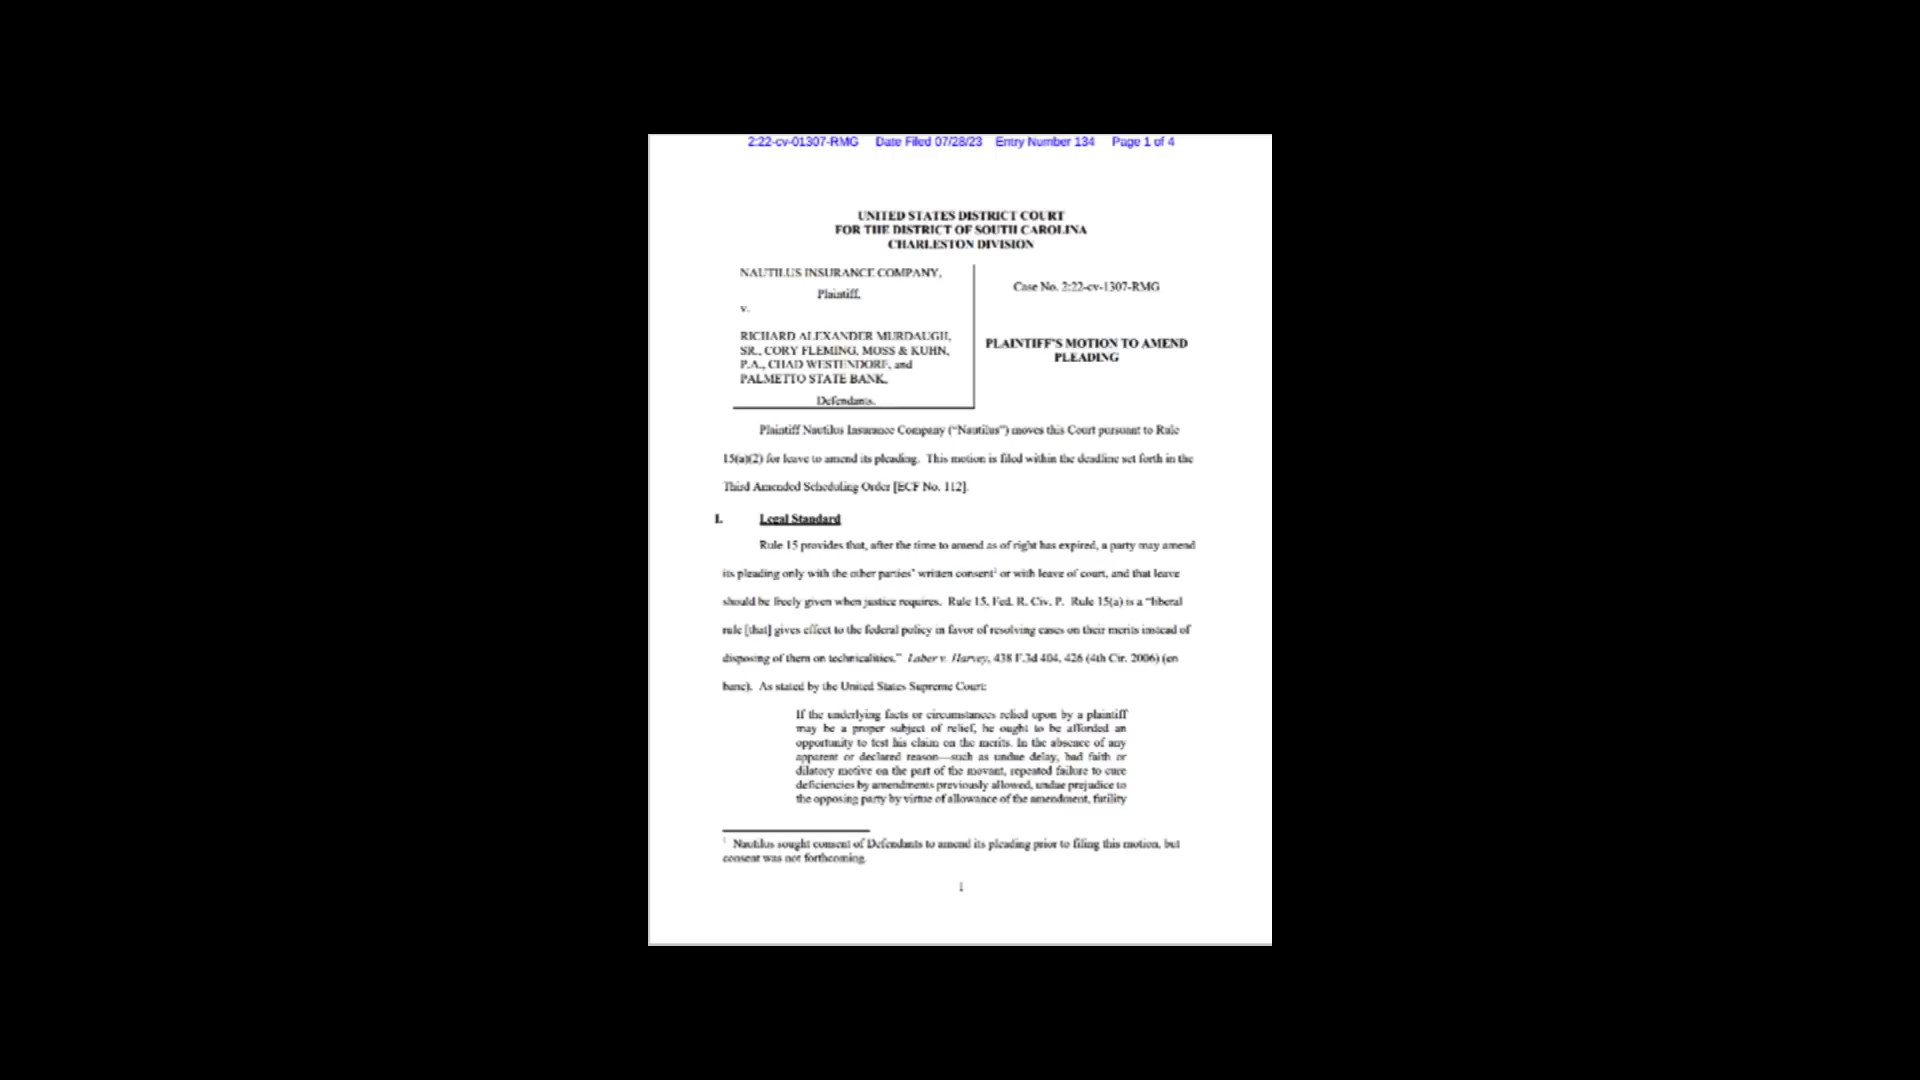 2:22-cv-01307-RMG Date Filed 07/28/23 Entry Number 134 Page 1 of 4
UNITED STATES DISTRICT COURT
FOR THE DISTRICT OF SOUTH CAROLINA
CHARLESTON DIVISION
NAUTILUS INSURANCE COMPANY,
Plaintiff,
v.
RICHARD ALEXANDER MURDAUGH,
SR., CORY FLEMING, MOSS & KUHN,
P.A., CHAD WESTENDORF, and
PALMETTO STATE BANK,
Defendants.
Case No. 2:22-cv-1307-RMG
PLAINTIFF'S MOTION TO AMEND
PLEADING
Plaintiff Nautilus Insurance Company (“Nautilus”) moves this Court pursuant to Rule
15(a)(2) for leave to amend its pleading. This motion is filed within the deadline set forth in the
Third Amended Scheduling Order [ECF No. 112].
I. Legal Standard
Rule 15 provides that, after the time to amend as of right has expired, a party may amend
its pleading only with the other parties’ written consent¹ or with leave of court, and that leave
should be freely given when justice requires. Rule 15, Fed. R. Civ. P. Rule 15(a) is a “liberal
rule [that] gives effect to the federal policy in favor of resolving cases on their merits instead of
disposing of them on technicalities.” Laber v. Harvey, 438 F.3d 404, 426 (4th Cir. 2006) (en
banc). As stated by the United States Supreme Court:
If the underlying facts or circumstances relied upon by a plaintiff
may be a proper subject of relief, he ought to be afforded an
opportunity to test his claim on the merits. In the absence of any
apparent or declared reason—such as undue delay, bad faith or
dilatory motive on the part of the movant, repeated failure to cure
deficiencies by amendments previously allowed, undue prejudice to
the opposing party by virtue of allowance of the amendment, futility
¹ Nautilus sought consent of Defendants to amend its pleading prior to filing this motion, but
consent was not forthcoming.
1